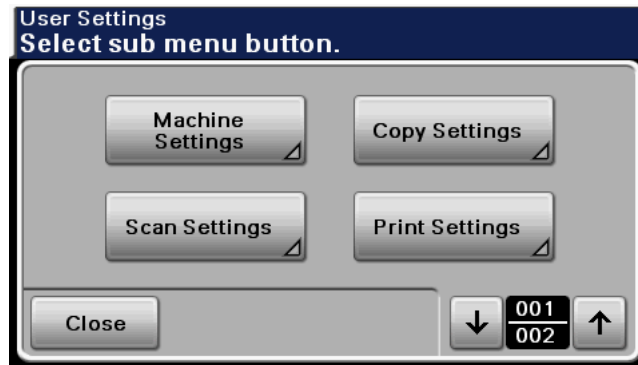 User Settings
Select sub menu button.
Machine
Settings
Copy Settings
Scan Settings
Print Settings
Close
↓
001
002
↑